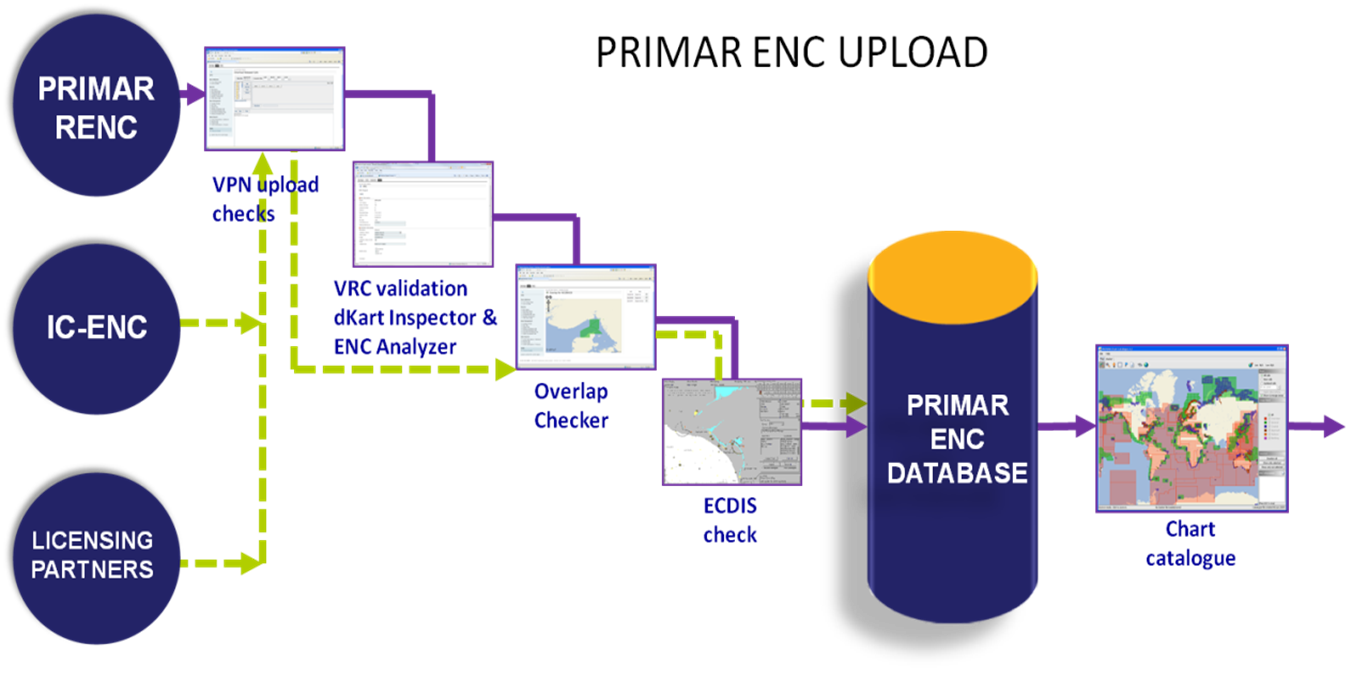 PRIMAR ENC UPLOAD
PRIMAR
RENC
VPN upload
checks
IC-ENC
VRC validation
dKart Inspector &
ENC Analyzer
Overlap
Checker
LICENSING
PARTNERS
ECDIS
check
PRIMAR
ENC
DATABASE
Chart
catalogue